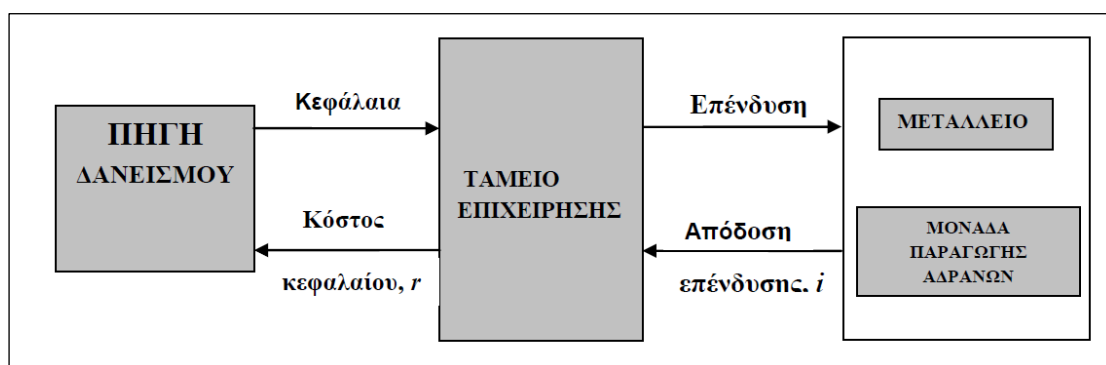 ΠΗΓΗ
ΔΑΝΕΙΣΜΟΥ
Κεφάλαια
Κόστος
κεφαλαίου, r
ΤΑΜΕΙΟ
ΕΠΙΧΕΙΡΗΣΗΣ
Επένδυση
Απόδοση
επένδυσης, i
ΜΕΤΑΛΛΕΙΟ
ΜΟΝΑΔΑ
ΠΑΡΑΓΩΓΗΣ
ΑΔΡΑΝΩΝ